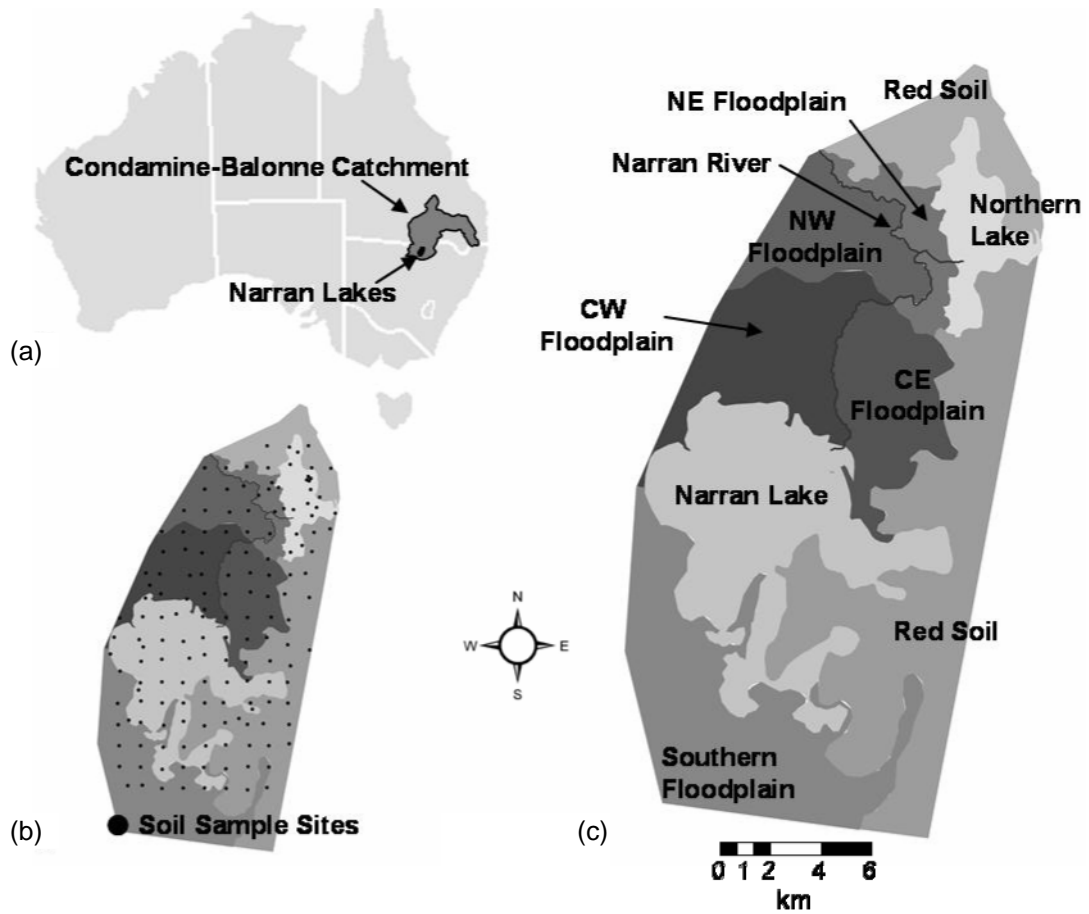 Condamine-Balonne Catchment
Narran Lakes
(a)
Red Soil
NE Floodplain
Narran River
Northern
Lake
NW
Floodplain
CW
Floodplain
CE
Floodplain
Narran Lake
Red Soil
Southern
Floodplain
N
W
E
S
Soil Sample Sites
(b)
(c)
0 1 2 4 6
km